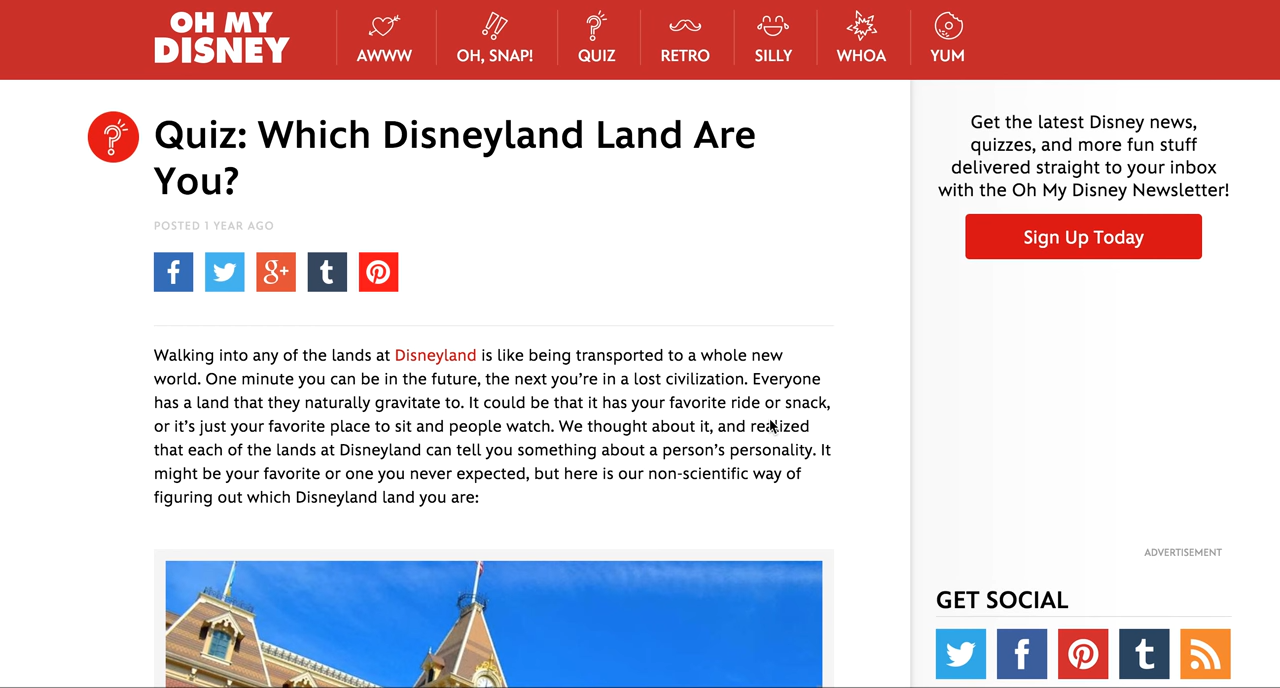 OH MY
DISNEY
AWWW
OH, SNAP!
QUIZ
RETRO
SILLY
WHOA
YUM
Quiz: Which Disneyland Land Are
You?
POSTED 1 YEAR AGO
Walking into any of the lands at Disneyland is like being transported to a whole new
world. One minute you can be in the future, the next you’re in a lost civilization. Everyone
has a land that they naturally gravitate to. It could be that it has your favorite ride or snack,
or it’s just your favorite place to sit and people watch. We thought about it, and realized
that each of the lands at Disneyland can tell you something about a person’s personality. It
might be your favorite or one you never expected, but here is our non-scientific way of
figuring out which Disneyland land you are:
Get the latest Disney news,
quizzes, and more fun stuff
delivered straight to your inbox
with the Oh My Disney Newsletter!
Sign Up Today
ADVERTISEMENT
GET SOCIAL